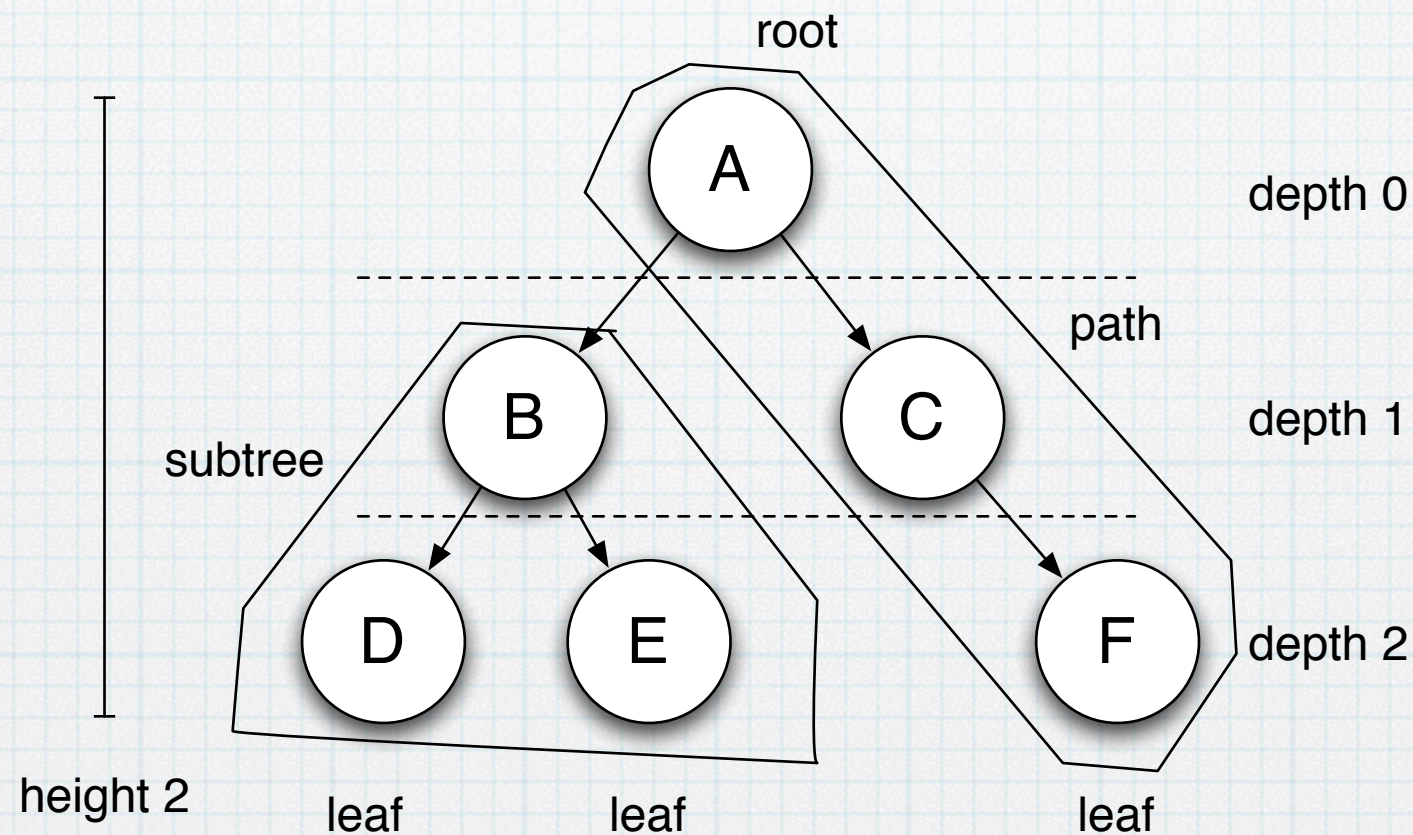 root
A
depth 0
path
B
C
depth 1
subtree
D
E
F
depth 2
height 2
leaf
leaf
leaf